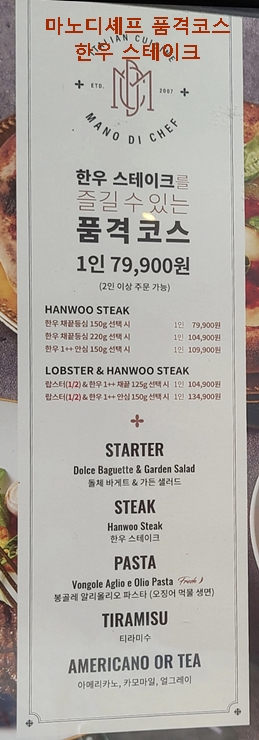 마노디셰프 품격코스
한우 스테이크
ITALIAN CUISINE
ETD. 2007
MANO DI CHEF
한우 스테이크를
즐길 수 있는
품격 코스
1인 79,900원
(2인 이상 주문 가능)
HANWOO STEAK
한우 채끝등심 150g 선택 시 1인 79,900원
한우 채끝등심 220g 선택 시 1인 104,900원
한우 1++ 안심 150g 선택 시 1인 109,900원
LOBSTER & HANWOO STEAK
랍스터(1/2) & 한우 1++ 채끝 125g 선택 시 1인 104,900원
랍스터(1/2) & 한우 1++ 안심 150g 선택 시 1인 134,900원
STARTER
Dolce Baguette & Garden Salad
돌체 바게트 & 가든 샐러드
STEAK
Hanwoo Steak
한우 스테이크
PASTA
Vongole Aglio e Olio Pasta Fresh
봉골레 알리올리오 파스타 (오징어 먹물 생면)
TIRAMISU
티라미수
AMERICANO OR TEA
아메리카노, 카모마일, 얼그레이